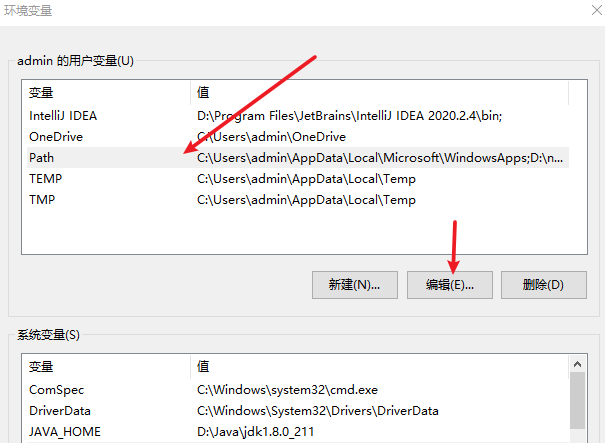 环境变量
admin 的用户变量(U)
变量 值
IntelliJ IDEA D:\Program Files\JetBrains\IntelliJ IDEA 2020.2.4\bin;
OneDrive C:\Users\admin\OneDrive
Path C:\Users\admin\AppData\Local\Microsoft\WindowsApps;D:\n...
TEMP C:\Users\admin\AppData\Local\Temp
TMP C:\Users\admin\AppData\Local\Temp
新建(N)... 编辑(E)... 删除(D)
系统变量(S)
变量 值
ComSpec C:\Windows\system32\cmd.exe
DriverData C:\Windows\System32\Drivers\DriverData
JAVA_HOME D:\Java\jdk1.8.0_211